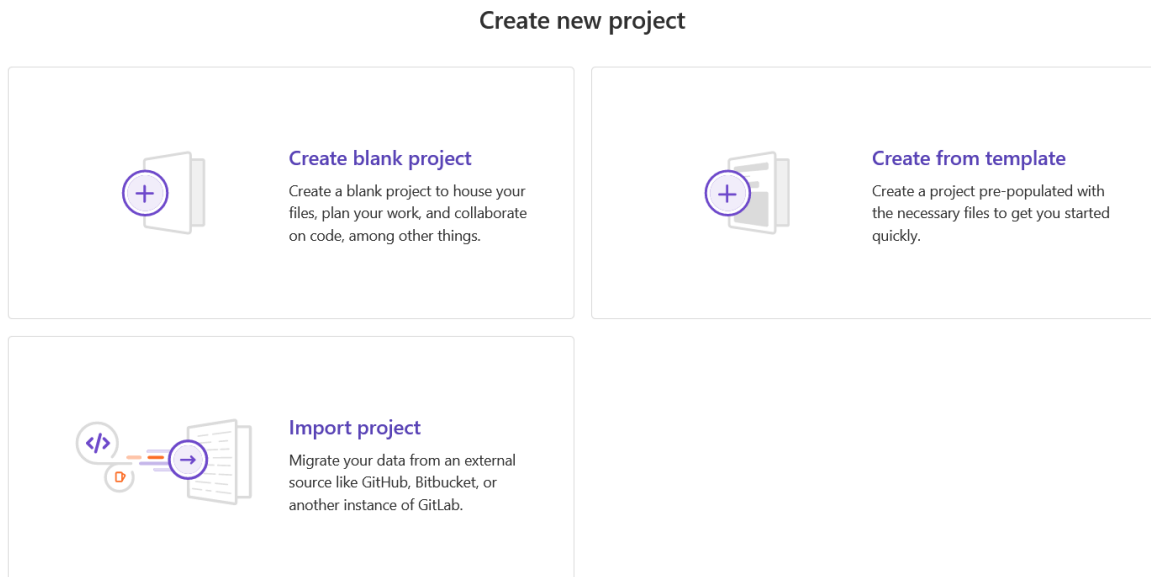 Create new project
Create blank project
Create a blank project to house your
files, plan your work, and collaborate
on code, among other things.
Create from template
Create a project pre-populated with
the necessary files to get you started
quickly.
Import project
Migrate your data from an external
source like GitHub, Bitbucket, or
another instance of GitLab.